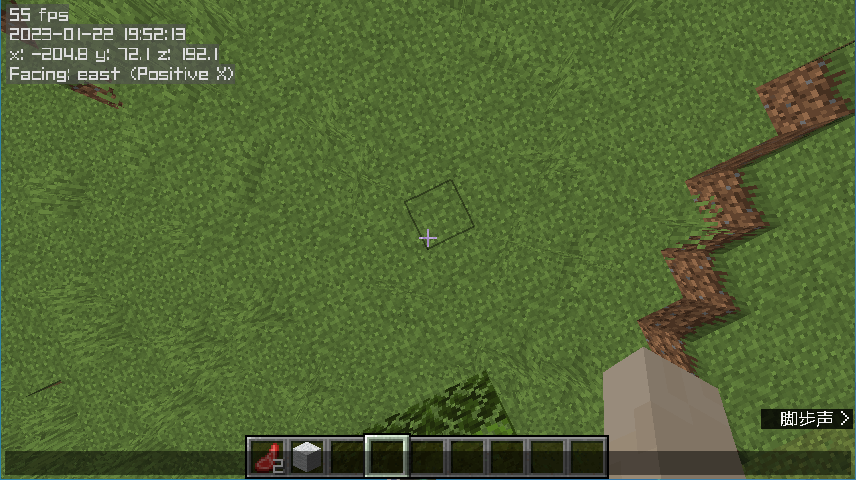 55 fps
2023-01-22 19:52:13
x: -204.8 y: 72.1 z: 192.1
Facing: east (Positive X)
脚步声 >
2